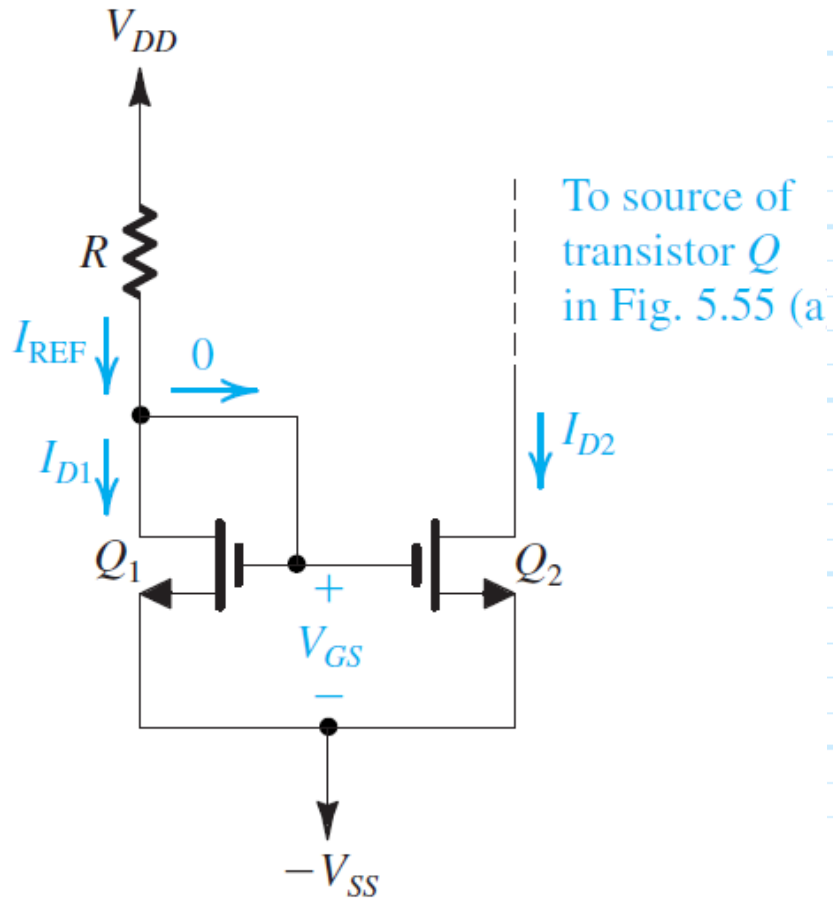 V_DD
To source of
transistor Q
in Fig. 5.55 (a
R
I_REF
0
I_D1
I_D2
Q_1
Q_2
+
V_GS
−
−V_SS